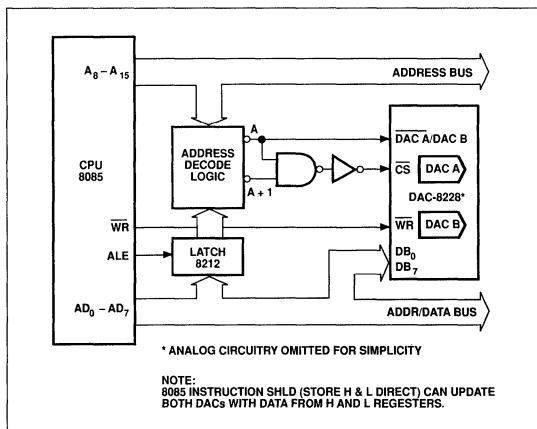 A8 – A15
ADDRESS BUS
CPU
8085
ADDRESS
DECODE
LOGIC
A
A + 1
DAC A/DAC B
CS
DAC A
DAC-8228*
WR
WR
DAC B
ALE
LATCH
8212
DB0
DB7
AD0 – AD7
ADDR/DATA BUS
* ANALOG CIRCUITRY OMITTED FOR SIMPLICITY
NOTE:
8085 INSTRUCTION SHLD (STORE H & L DIRECT) CAN UPDATE
BOTH DACs WITH DATA FROM H AND L REGESTERS.